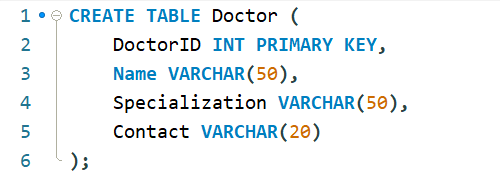 1 CREATE TABLE Doctor (
2 DoctorID INT PRIMARY KEY,
3 Name VARCHAR(50),
4 Specialization VARCHAR(50),
5 Contact VARCHAR(20)
6 );